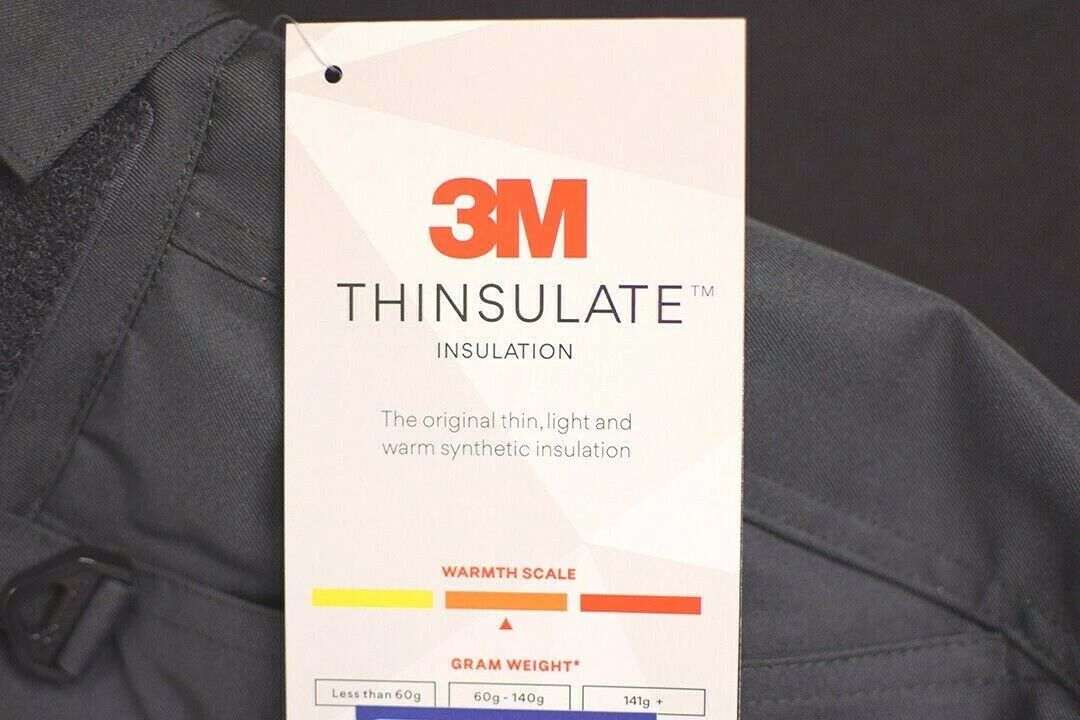 3M
THINSULATE™
INSULATION
The original thin, light and
warm synthetic insulation
WARMTH SCALE
GRAM WEIGHT*
Less than 60g 60g - 140g 141g +